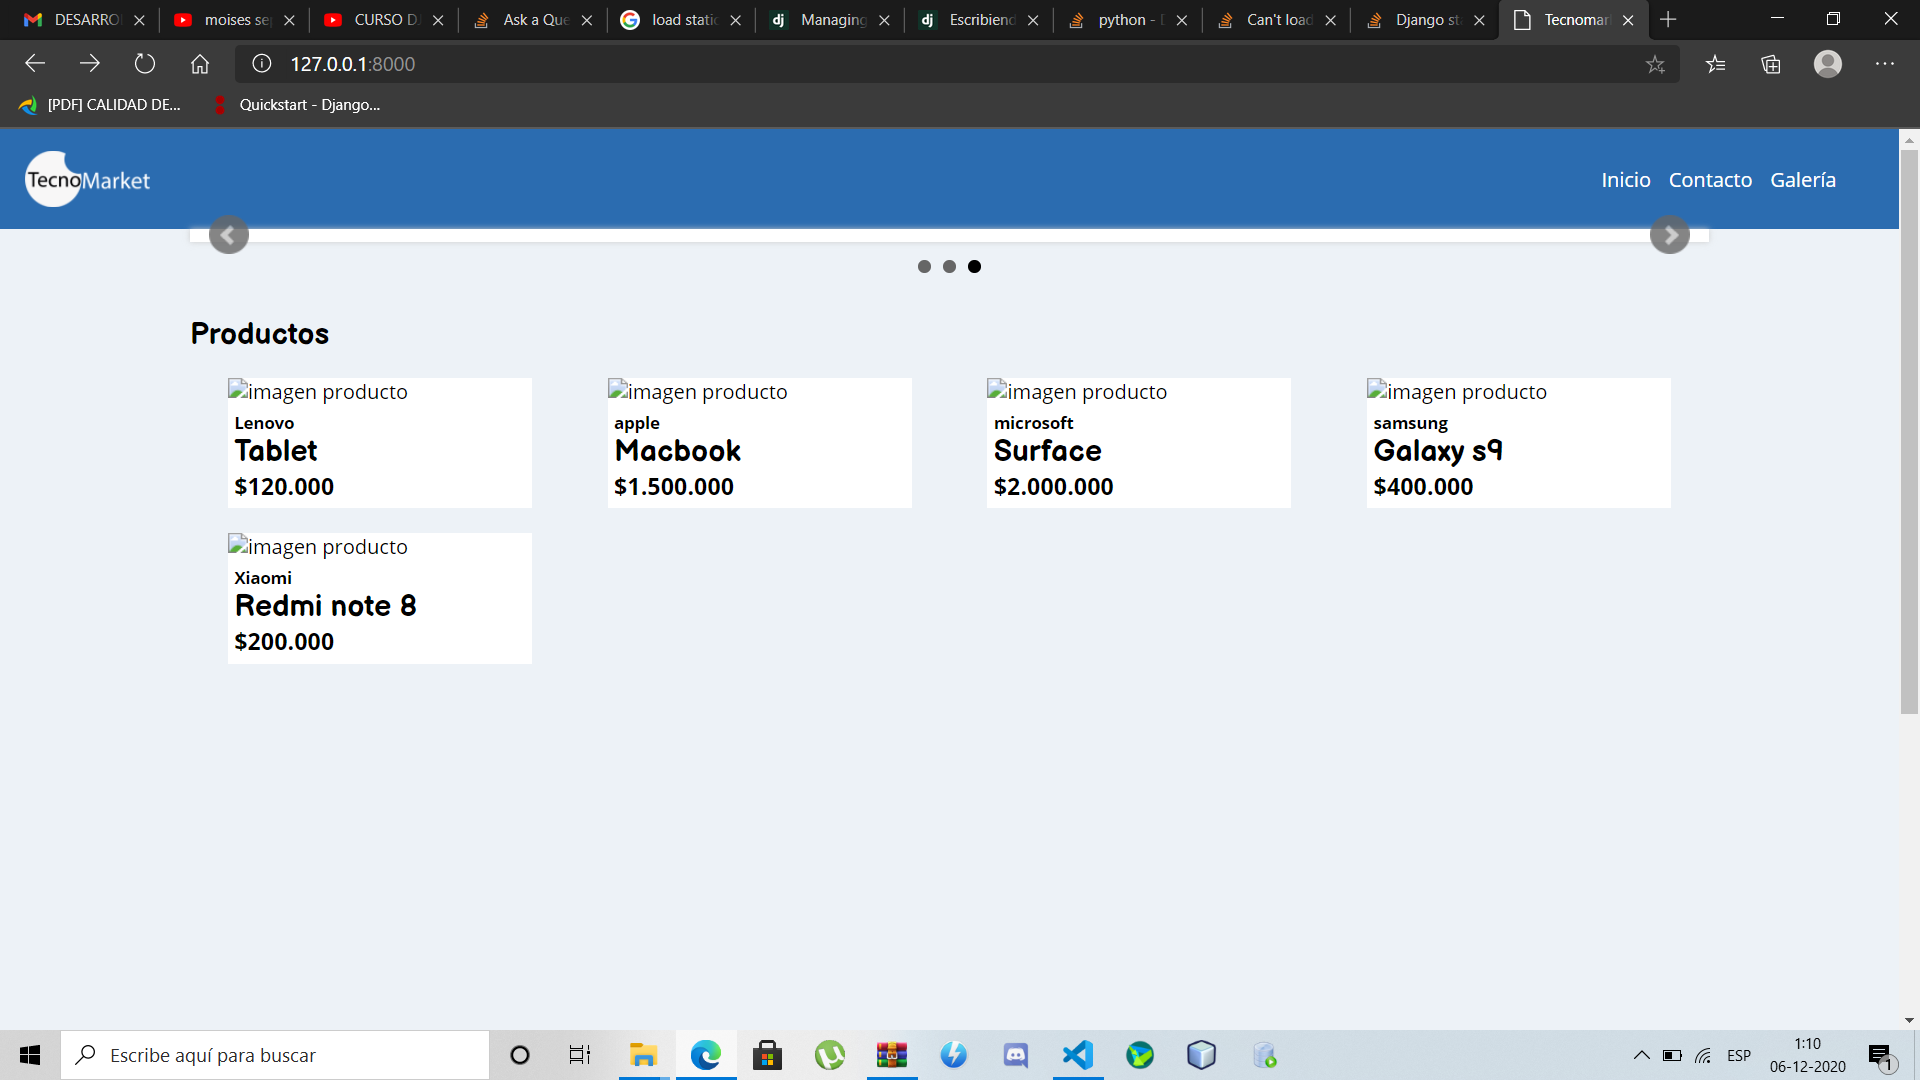 DESARRO
moises se
CURSO D
Ask a Que
load static
Managing
Escribiend
python - D
Can't load
Django sta
Tecnomar
127.0.0.1:8000
[PDF] CALIDAD DE...
Quickstart - Django...
TecnoMarket
Inicio
Contacto
Galería
Productos
imagen producto
Lenovo
Tablet
$120.000
imagen producto
apple
Macbook
$1.500.000
imagen producto
microsoft
Surface
$2.000.000
imagen producto
samsung
Galaxy s9
$400.000
imagen producto
Xiaomi
Redmi note 8
$200.000
Escribe aquí para buscar
ESP
1:10
06-12-2020
1